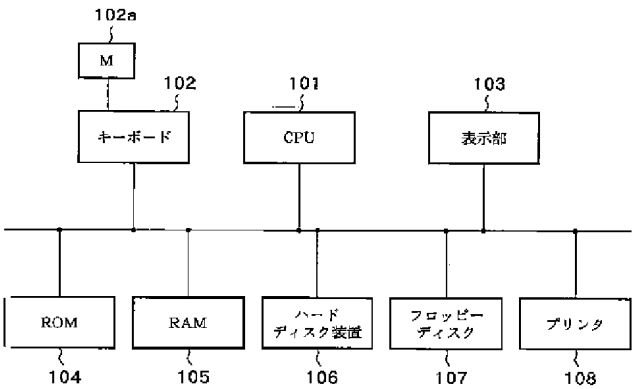 102a
M
102
101
103
キーボード
CPU
表示部
ROM
RAM
ハード
ディスク装置
フロッピー
ディスク
プリンタ
104
105
106
107
108